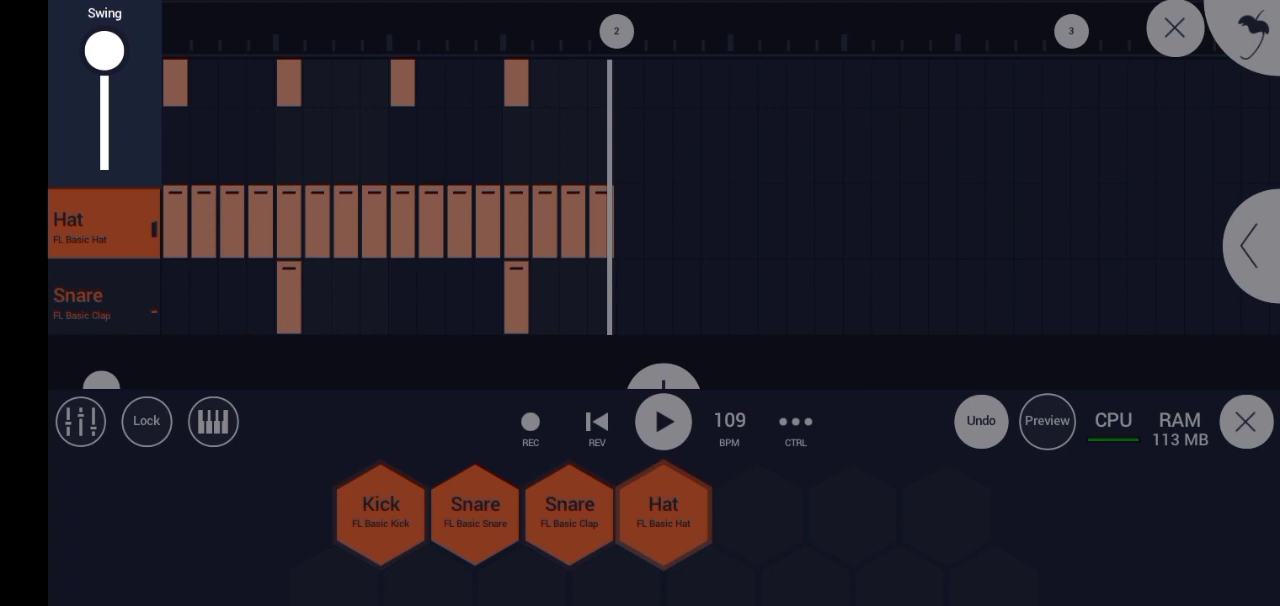 Swing
2
3
Hat
FL Basic Hat
Snare
FL Basic Clap
Lock
REC
REV
109
BPM
CTRL
Undo
Preview
CPU
RAM
113 MB
Kick
FL Basic Kick
Snare
FL Basic Snare
Snare
FL Basic Clap
Hat
FL Basic Hat